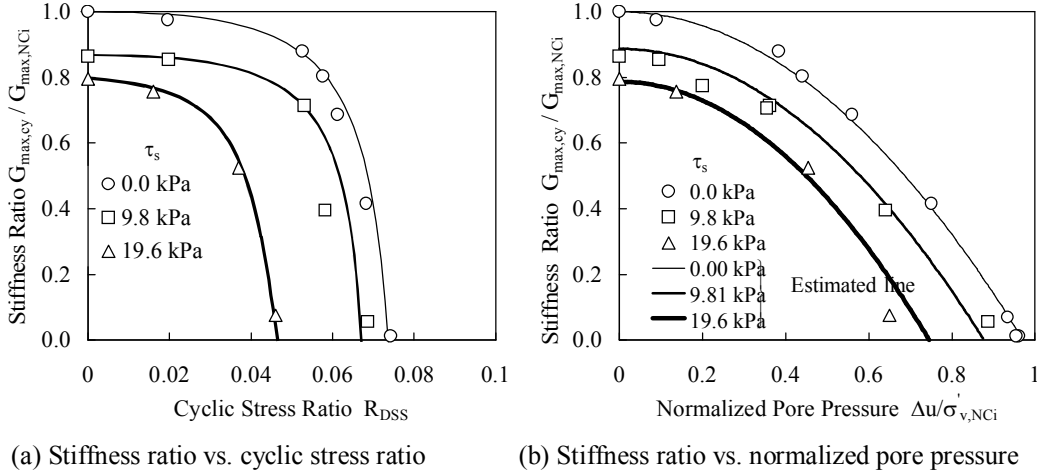 Stiffness Ratio G_max,cy / G_max,NCi
1.0
0.8
0.6
0.4
0.2
0.0
τ_s
0.0 kPa
9.8 kPa
19.6 kPa
0 0.02 0.04 0.06 0.08 0.1
Cyclic Stress Ratio R_DSS
(a) Stiffness ratio vs. cyclic stress ratio
Stiffness Ratio G_max,cy / G_max,NCi
1.0
0.8
0.6
0.4
0.2
0.0
τ_s
0.0 kPa
9.8 kPa
19.6 kPa
0.00 kPa
9.81 kPa
19.6 kPa
Estimated line
0 0.2 0.4 0.6 0.8 1
Normalized Pore Pressure Δu/σ'_v,NCi
(b) Stiffness ratio vs. normalized pore pressure